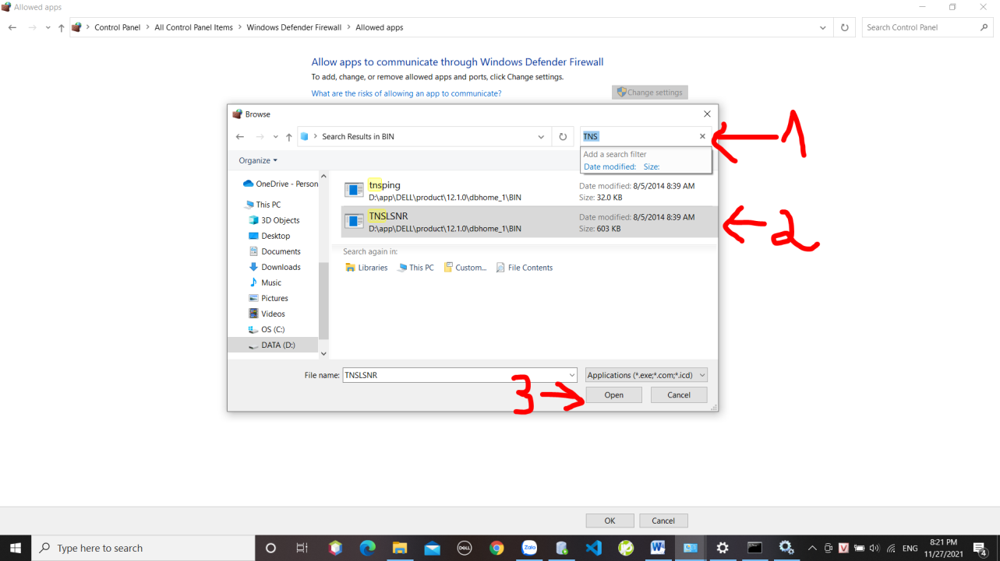 Allowed apps
Control Panel > All Control Panel Items > Windows Defender Firewall > Allowed apps
Search Control Panel
Allow apps to communicate through Windows Defender Firewall
To add, change, or remove allowed apps and ports, click Change settings.
What are the risks of allowing an app to communicate?
Change settings
Browse
Search Results in BIN
TNS
1
Organize
Add a search filter
Date modified: Size:
OneDrive - Person
This PC
3D Objects
Desktop
Documents
Downloads
Music
Pictures
Videos
OS (C:)
DATA (D:)
tnsping
D:\app\DELL\product\12.1.0\dbhome_1\BIN
Date modified: 8/5/2014 8:39 AM
Size: 32.0 KB
TNSLSNR
D:\app\DELL\product\12.1.0\dbhome_1\BIN
Date modified: 8/5/2014 8:39 AM
Size: 603 KB
2
Search again in:
Libraries
This PC
Custom...
File Contents
File name: TNSLSNR
Applications (*.exe;*.com;*.icd)
3
Open
Cancel
OK
Cancel
Type here to search
DELL
Zalo
W
V
ENG
8:21 PM
11/27/2021
4